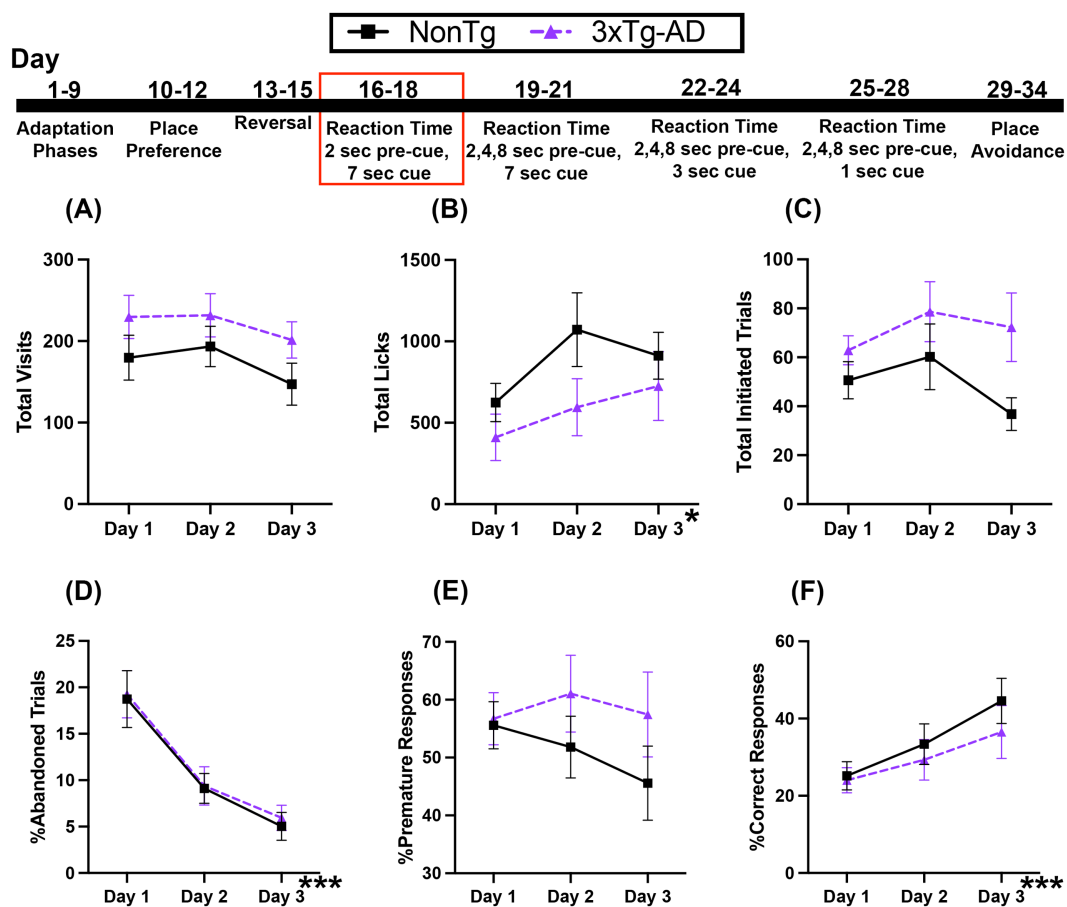 NonTg 3xTg-AD
Day
1-9 10-12 13-15 16-18 19-21 22-24 25-28 29-34
Adaptation Phases
Place Preference
Reversal
Reaction Time
2 sec pre-cue,
7 sec cue
Reaction Time
2,4,8 sec pre-cue,
7 sec cue
Reaction Time
2,4,8 sec pre-cue,
3 sec cue
Reaction Time
2,4,8 sec pre-cue,
1 sec cue
Place
Avoidance
(A)
Total Visits
300
200
100
0
Day 1 Day 2 Day 3
(B)
Total Licks
1500
1000
500
0
Day 1 Day 2 Day 3 *
(C)
Total Initiated Trials
100
80
60
40
20
0
Day 1 Day 2 Day 3
(D)
%Abandoned Trials
25
20
15
10
5
0
Day 1 Day 2 Day 3 ***
(E)
%Premature Responses
70
60
50
40
30
Day 1 Day 2 Day 3
(F)
%Correct Responses
60
40
20
0
Day 1 Day 2 Day 3 ***